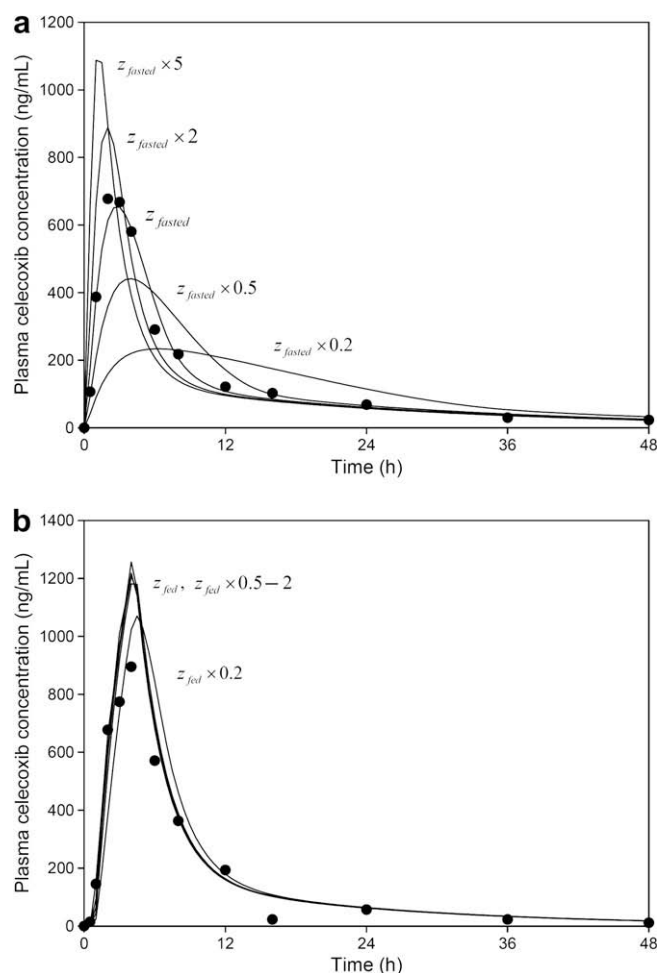 a
1200
1000
800
600
400
200
0
Plasma celecoxib concentration (ng/mL)
z fasted ×5
z fasted ×2
z fasted
z fasted ×0.5
z fasted ×0.2
0 12 24 36 48
Time (h)
b
1400
1200
1000
800
600
400
200
0
Plasma celecoxib concentration (ng/mL)
z fed , z fed ×0.5−2
z fed ×0.2
0 12 24 36 48
Time (h)